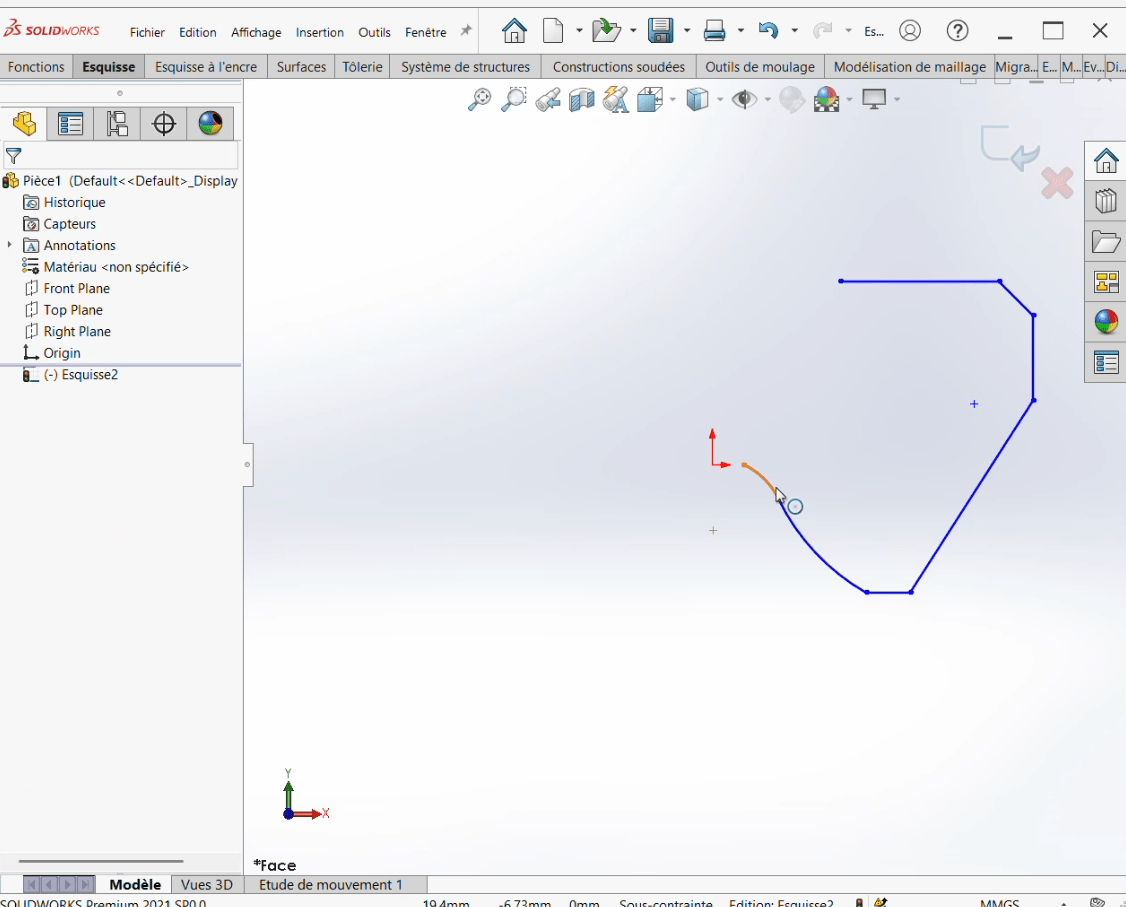 SOLIDWORKS Fichier Edition Affichage Insertion Outils Fenêtre Es...
Fonctions Esquisse Esquisse à l'encre Surfaces Tôlerie Système de structures Constructions soudées Outils de moulage Modélisation de maillage Migra... E... M... Ev... Di...
Pièce1 (Default<<Default>_Display
Historique
Capteurs
Annotations
Matériau <non spécifié>
Front Plane
Top Plane
Right Plane
Origin
(-) Esquisse2
Y
X
*Face
Modèle Vues 3D Etude de mouvement 1
SOLIDWORKS Premium 2021 SP0.0 19.4mm -6.73mm 0mm Sous-contrainte Edition: Esquisse2 MMGS